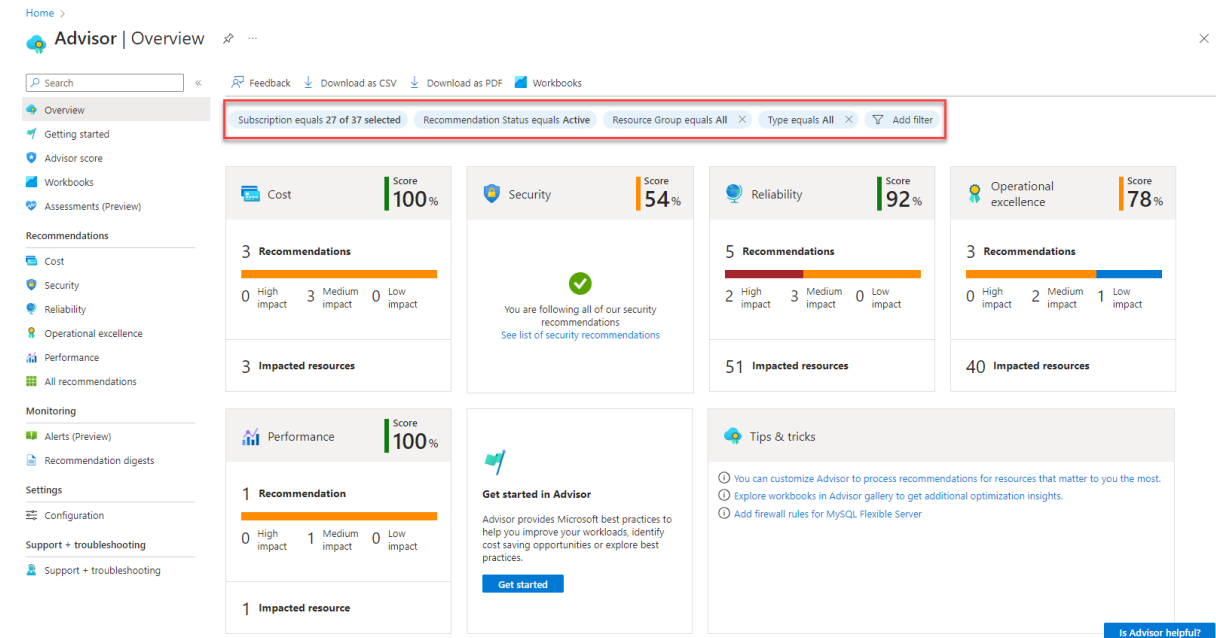 Home >
Advisor | Overview ...
Search «
Overview
Getting started
Advisor score
Workbooks
Assessments (Preview)
Recommendations
Cost
Security
Reliability
Operational excellence
Performance
All recommendations
Monitoring
Alerts (Preview)
Recommendation digests
Settings
Configuration
Support + troubleshooting
Support + troubleshooting
Feedback Download as CSV Download as PDF Workbooks
Subscription equals 27 of 37 selected Recommendation Status equals Active Resource Group equals All Type equals All Add filter
Cost
Score
100%
3 Recommendations
0 High impact 3 Medium impact 0 Low impact
3 Impacted resources
Security
Score
54%
You are following all of our security
recommendations
See list of security recommendations
Reliability
Score
92%
5 Recommendations
2 High impact 3 Medium impact 0 Low impact
51 Impacted resources
Operational
excellence
Score
78%
3 Recommendations
0 High impact 2 Medium impact 1 Low impact
40 Impacted resources
Performance
Score
100%
1 Recommendation
0 High impact 1 Medium impact 0 Low impact
1 Impacted resource
Get started in Advisor
Advisor provides Microsoft best practices to
help you improve your workloads, identify
cost saving opportunities or explore best
practices.
Get started
Tips & tricks
You can customize Advisor to process recommendations for resources that matter to you the most.
Explore workbooks in Advisor gallery to get additional optimization insights.
Add firewall rules for MySQL Flexible Server
Is Advisor helpful?